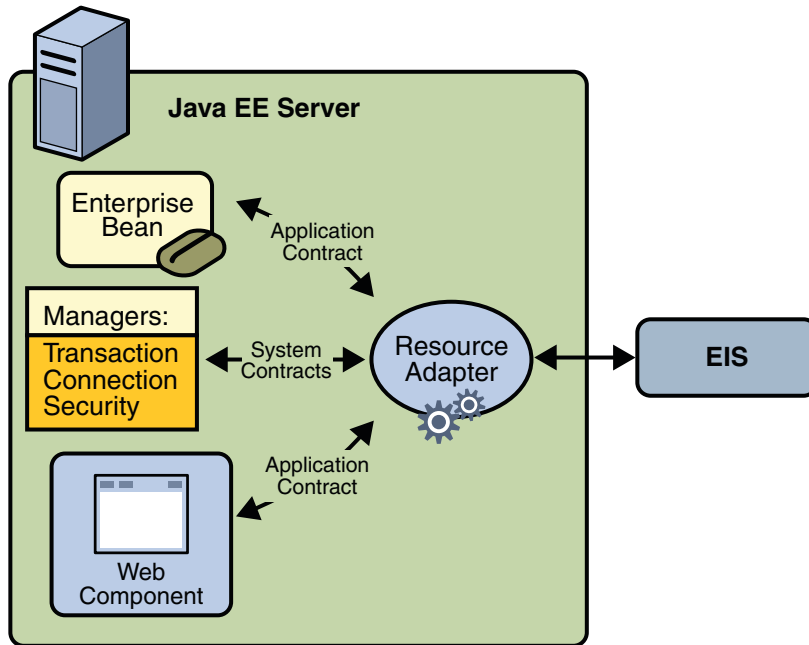 Java EE Server
Enterprise
Bean
Application
Contract
Managers:
Transaction
Connection
Security
System
Contracts
Resource
Adapter
EIS
Application
Contract
Web
Component